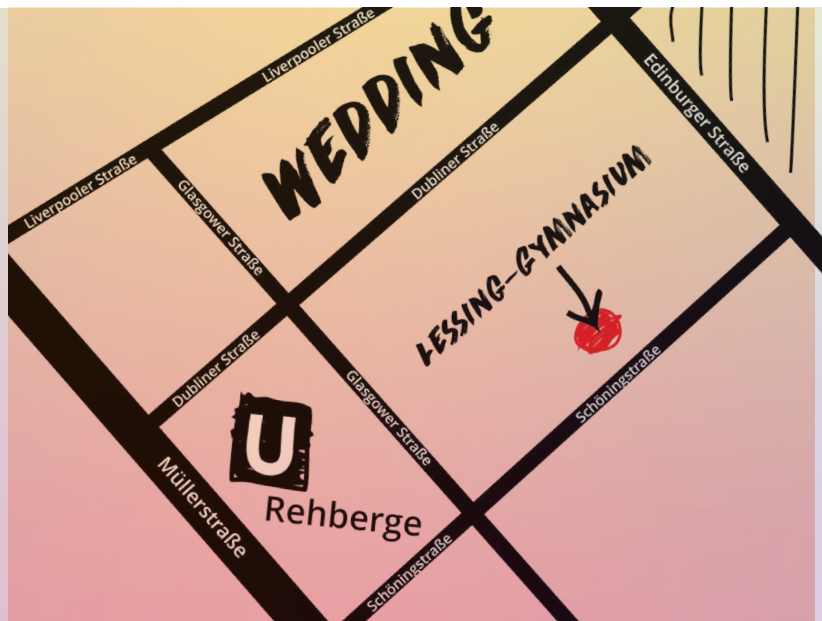 Liverpooler Straße
WEDDING
Edinburger Straße
Liverpooler Straße
Glasgower Straße
Dubliner Straße
LESSING-GYMNASIUM
Dubliner Straße
Glasgower Straße
Schöningstraße
U
Rehberge
Müllerstraße
Schöningstraße